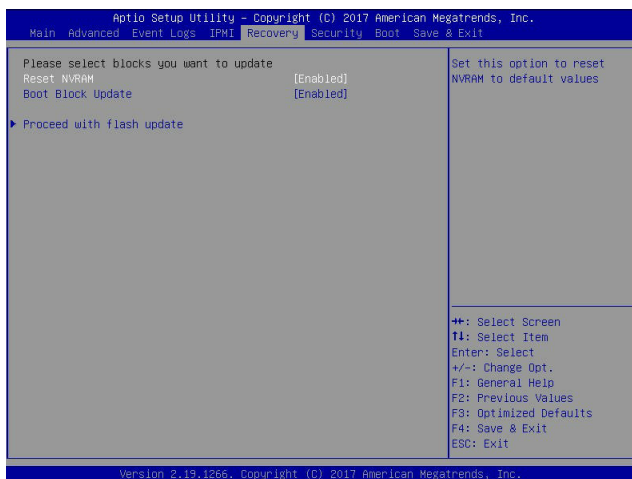 Aptio Setup Utility – Copyright (C) 2017 American Megatrends, Inc.
Main Advanced Event Logs IPMI Recovery Security Boot Save & Exit
Please select blocks you want to update
Reset NVRAM [Enabled]
Boot Block Update [Enabled]
Proceed with flash update
Set this option to reset
NVRAM to default values
: Select Screen
↑↓: Select Item
Enter: Select
+/-: Change Opt.
F1: General Help
F2: Previous Values
F3: Optimized Defaults
F4: Save & Exit
ESC: Exit
Version 2.19.1266. Copyright (C) 2017 American Megatrends, Inc.